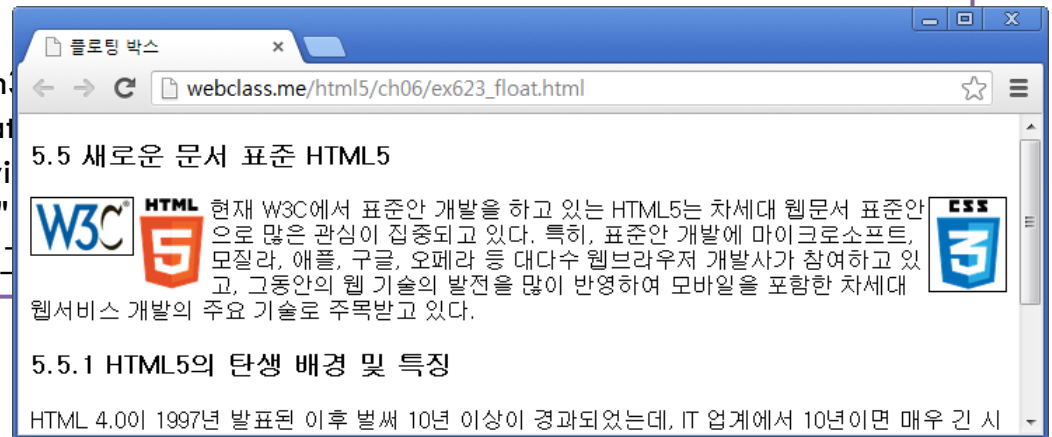 플로팅 박스
webclass.me/html5/ch06/ex623_float.html
5.5 새로운 문서 표준 HTML5
W3C®
HTML
5
현재 W3C에서 표준안 개발을 하고 있는 HTML5는 차세대 웹문서 표준안
으로 많은 관심이 집중되고 있다. 특히, 표준안 개발에 마이크로소프트,
모질라, 애플, 구글, 오페라 등 대다수 웹브라우저 개발사가 참여하고 있
고, 그동안의 웹 기술의 발전을 많이 반영하여 모바일을 포함한 차세대
웹서비스 개발의 주요 기술로 주목받고 있다.
CSS
3
5.5.1 HTML5의 탄생 배경 및 특징
HTML 4.0이 1997년 발표된 이후 벌써 10년 이상이 경과되었는데, IT 업계에서 10년이면 매우 긴 시